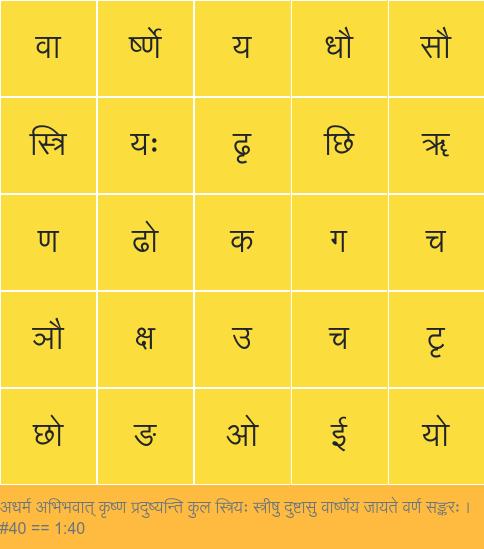 वा र्ष्णे य धौ सौ
स्त्रि यः ढृ छि ॠ
ण ढो क ग च
ञौ क्ष उ च टृ
छो ङ ओ ई यो
अधर्म अभिभवात् कृष्ण प्रदुष्यन्ति कुल स्त्रियः स्त्रीषु दुष्टासु वार्ष्णेय जायते वर्ण सङ्करः ।
#40 == 1:40